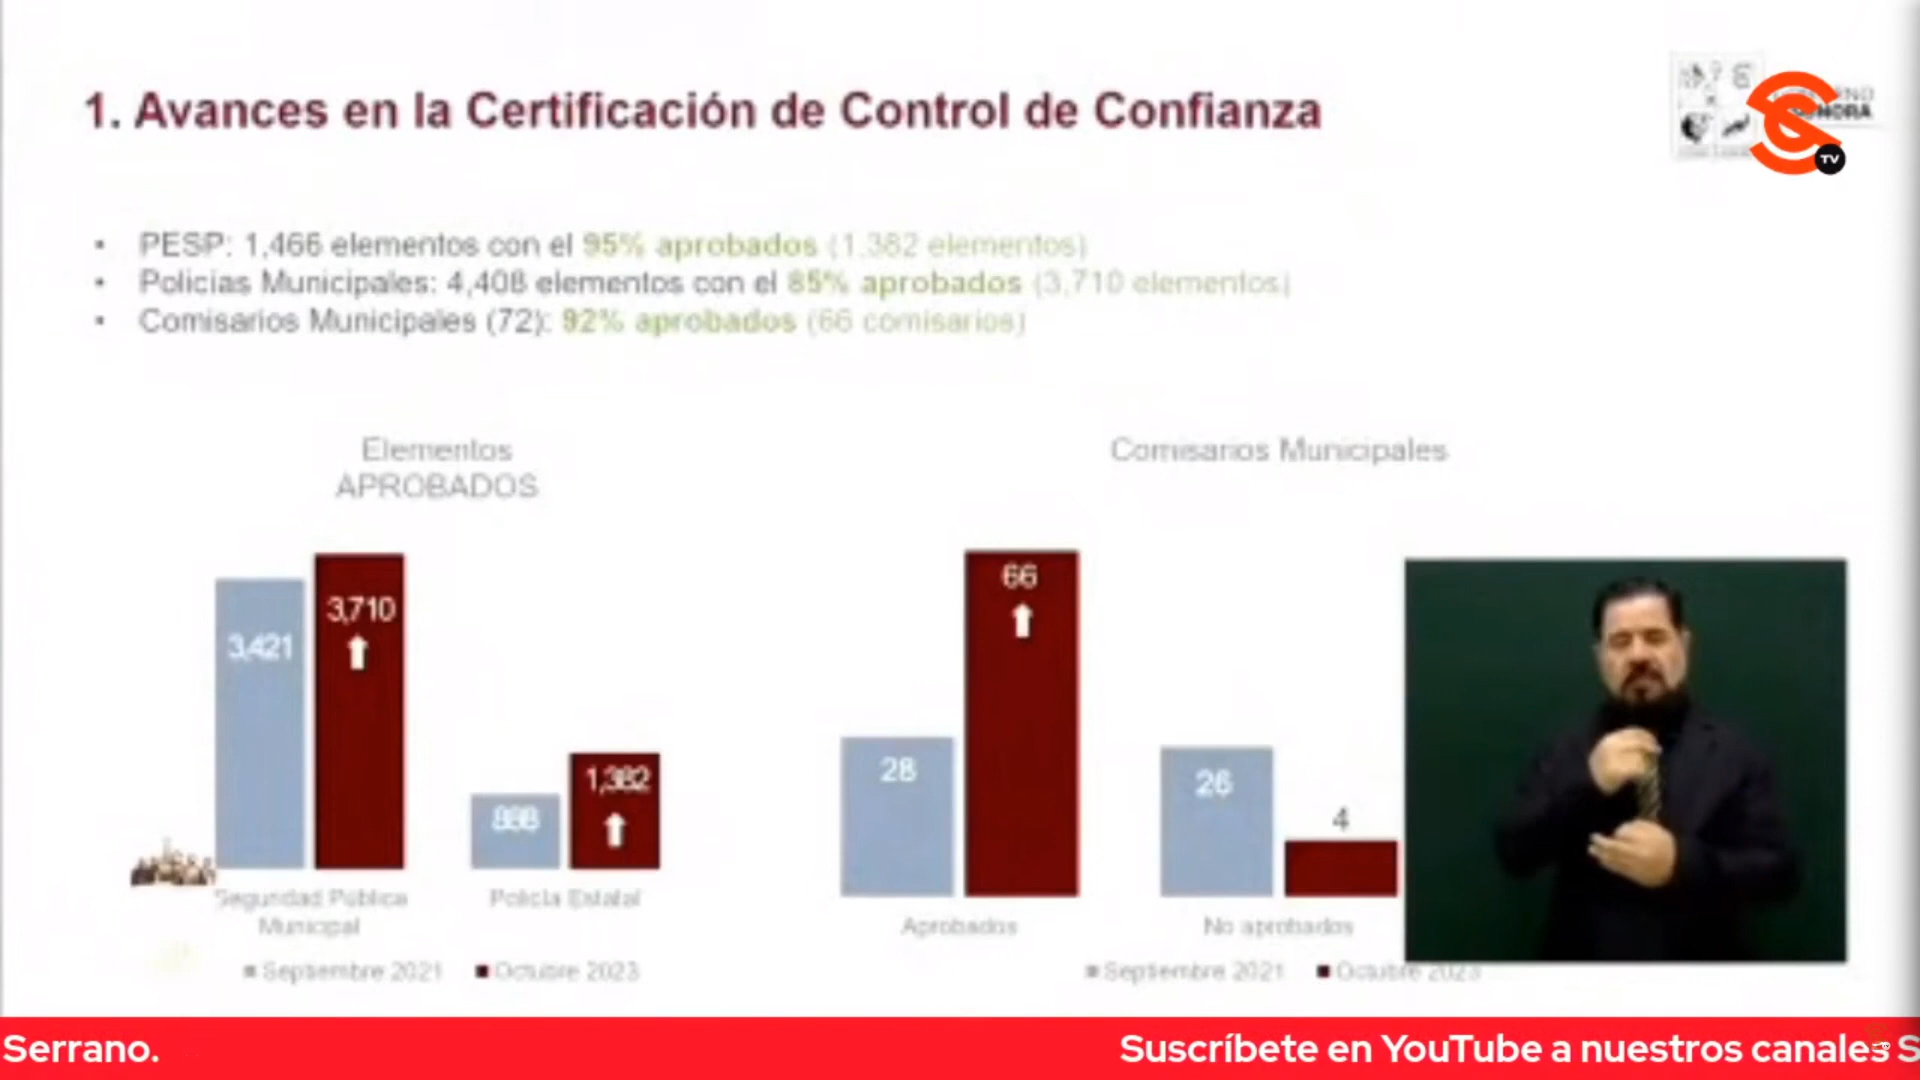 1. Avances en la Certificación de Control de Confianza
NORA
TV
• PESP: 1,466 elementos con el 95% aprobados (1,382 elementos)
• Policías Municipales: 4,408 elementos con el 85% aprobados (3,710 elementos)
• Comisarios Municipales (72): 92% aprobados (66 comisarios)
Elementos
APROBADOS
3,421
3,710
1,382
Seguridad Pública
Municipal
Policía Estatal
Septiembre 2021
Octubre 2023
Comisarios Municipales
28
66
26
4
Aprobados
No aprobados
Septiembre 2021
Octubre 2023
Serrano.
Suscríbete en YouTube a nuestros canales S